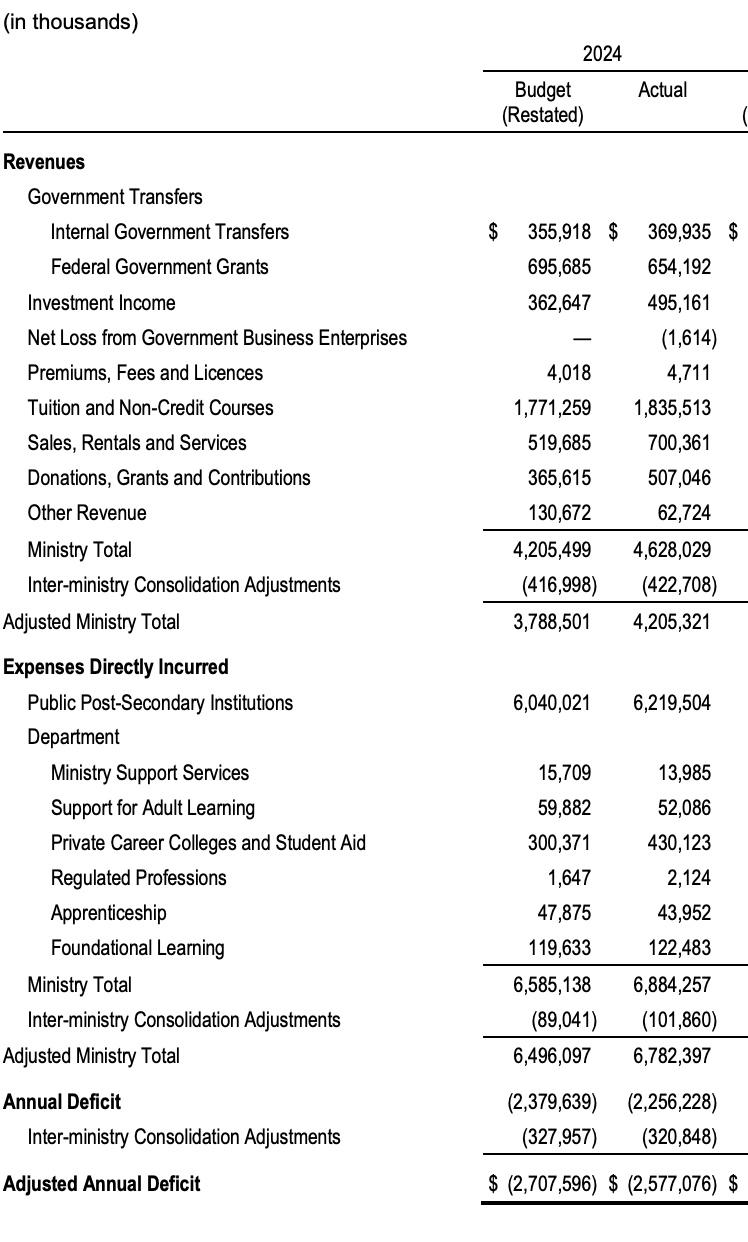 (in thousands)
2024
Budget Actual
(Restated) (
Revenues
Government Transfers
Internal Government Transfers $ 355,918 $ 369,935 $
Federal Government Grants 695,685 654,192
Investment Income 362,647 495,161
Net Loss from Government Business Enterprises — (1,614)
Premiums, Fees and Licences 4,018 4,711
Tuition and Non-Credit Courses 1,771,259 1,835,513
Sales, Rentals and Services 519,685 700,361
Donations, Grants and Contributions 365,615 507,046
Other Revenue 130,672 62,724
Ministry Total 4,205,499 4,628,029
Inter-ministry Consolidation Adjustments (416,998) (422,708)
Adjusted Ministry Total 3,788,501 4,205,321
Expenses Directly Incurred
Public Post-Secondary Institutions 6,040,021 6,219,504
Department
Ministry Support Services 15,709 13,985
Support for Adult Learning 59,882 52,086
Private Career Colleges and Student Aid 300,371 430,123
Regulated Professions 1,647 2,124
Apprenticeship 47,875 43,952
Foundational Learning 119,633 122,483
Ministry Total 6,585,138 6,884,257
Inter-ministry Consolidation Adjustments (89,041) (101,860)
Adjusted Ministry Total 6,496,097 6,782,397
Annual Deficit (2,379,639) (2,256,228)
Inter-ministry Consolidation Adjustments (327,957) (320,848)
Adjusted Annual Deficit $ (2,707,596) $ (2,577,076) $